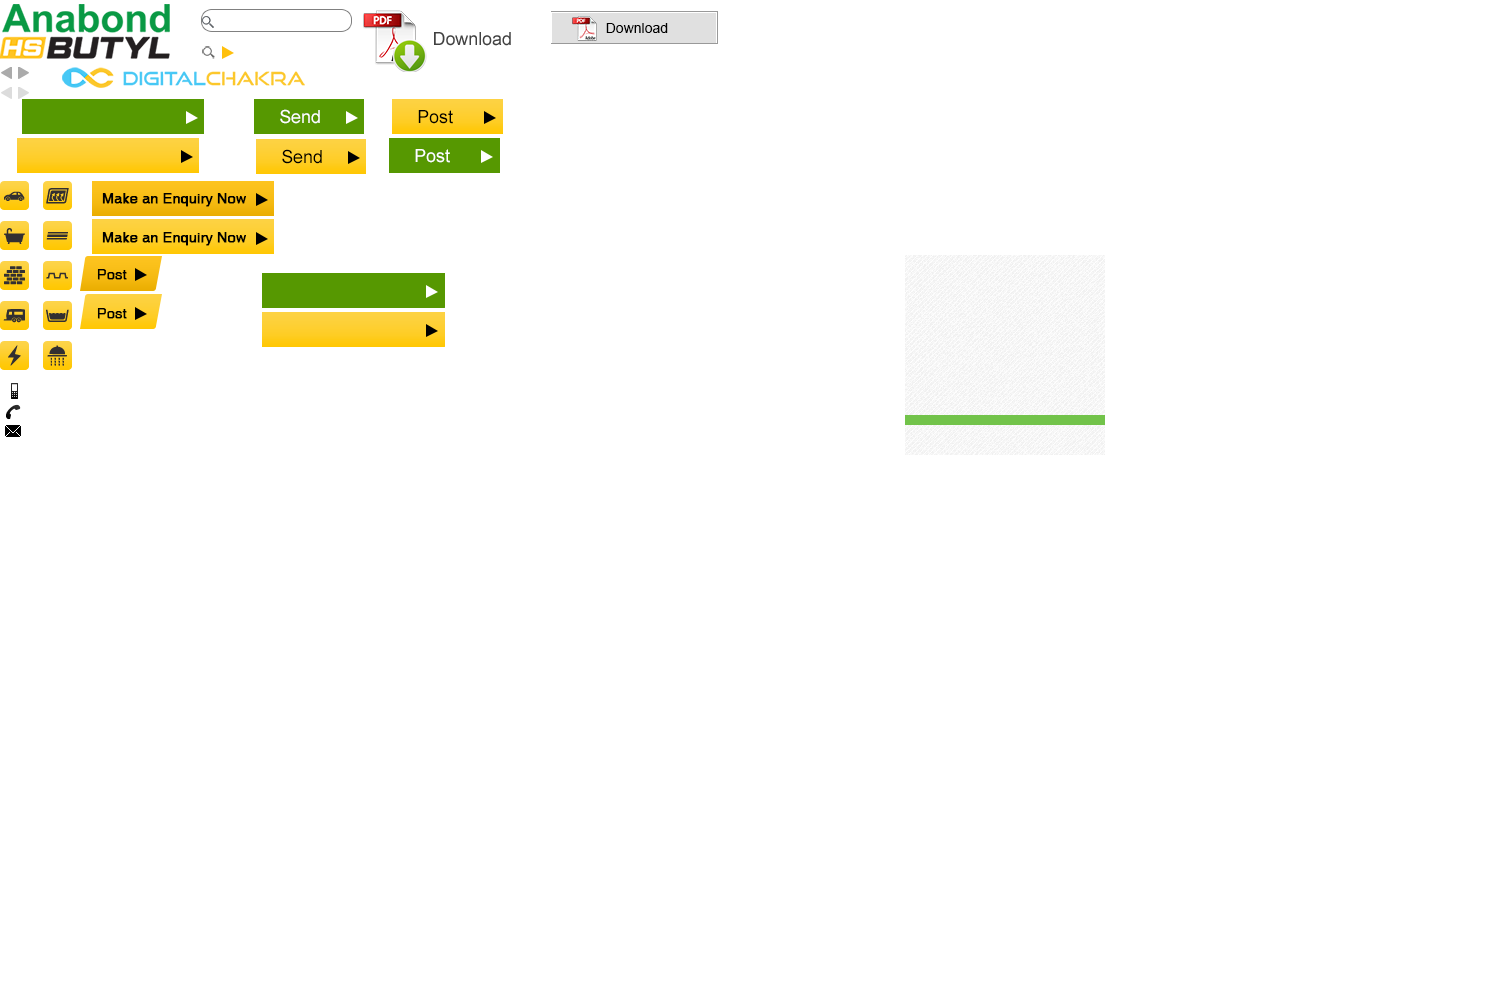 Anabond
HS BUTYL
PDF
Download
PDF
Download
DIGITALCHAKRA
Send
Post
Send
Post
Make an Enquiry Now
Make an Enquiry Now
Post
Post